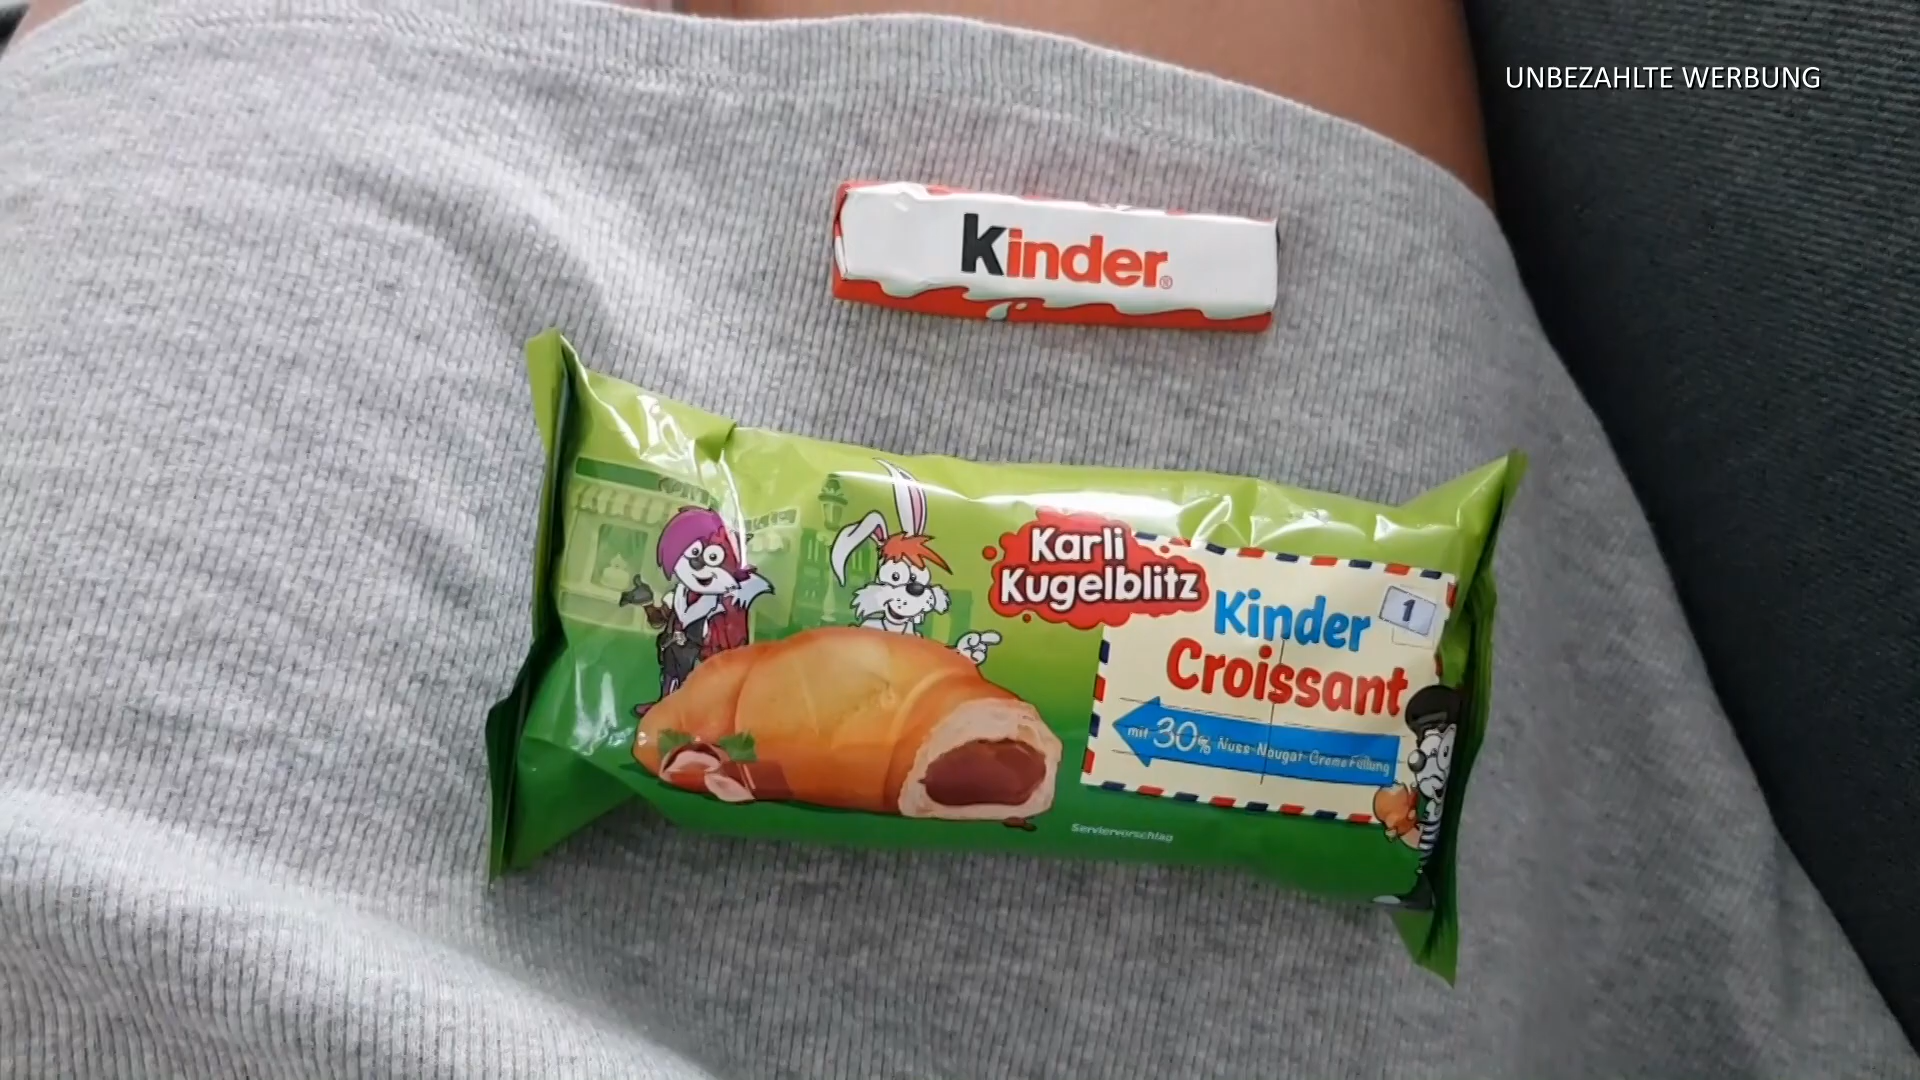 UNBEZAHLTE WERBUNG
kinder®
Karli
Kugelblitz
Kinder
1
Croissant
mit 30% Nuss-Nougat-Creme Füllung
Serviervorschlag